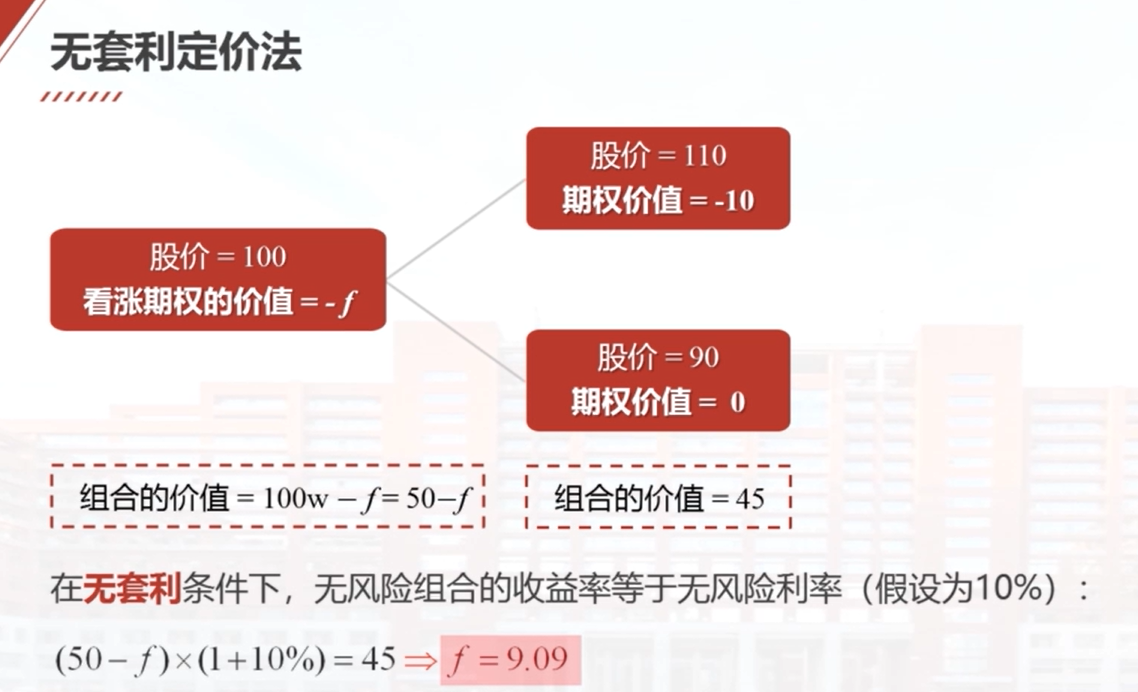 无套利定价法
股价 = 110
期权价值 = -10
股价 = 100
看涨期权的价值 = - f
股价 = 90
期权价值 = 0
组合的价值 = 100w − f= 50−f
组合的价值 = 45
在无套利条件下，无风险组合的收益率等于无风险利率（假设为10%）：
(50 − f)×(1+10%) = 45 ⇒ f = 9.09